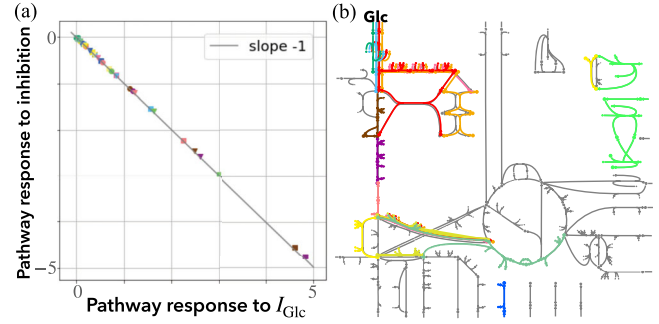 (a)
0
slope -1
Pathway response to inhibition
−5
0
5
Pathway response to I_Glc
(b)
Glc